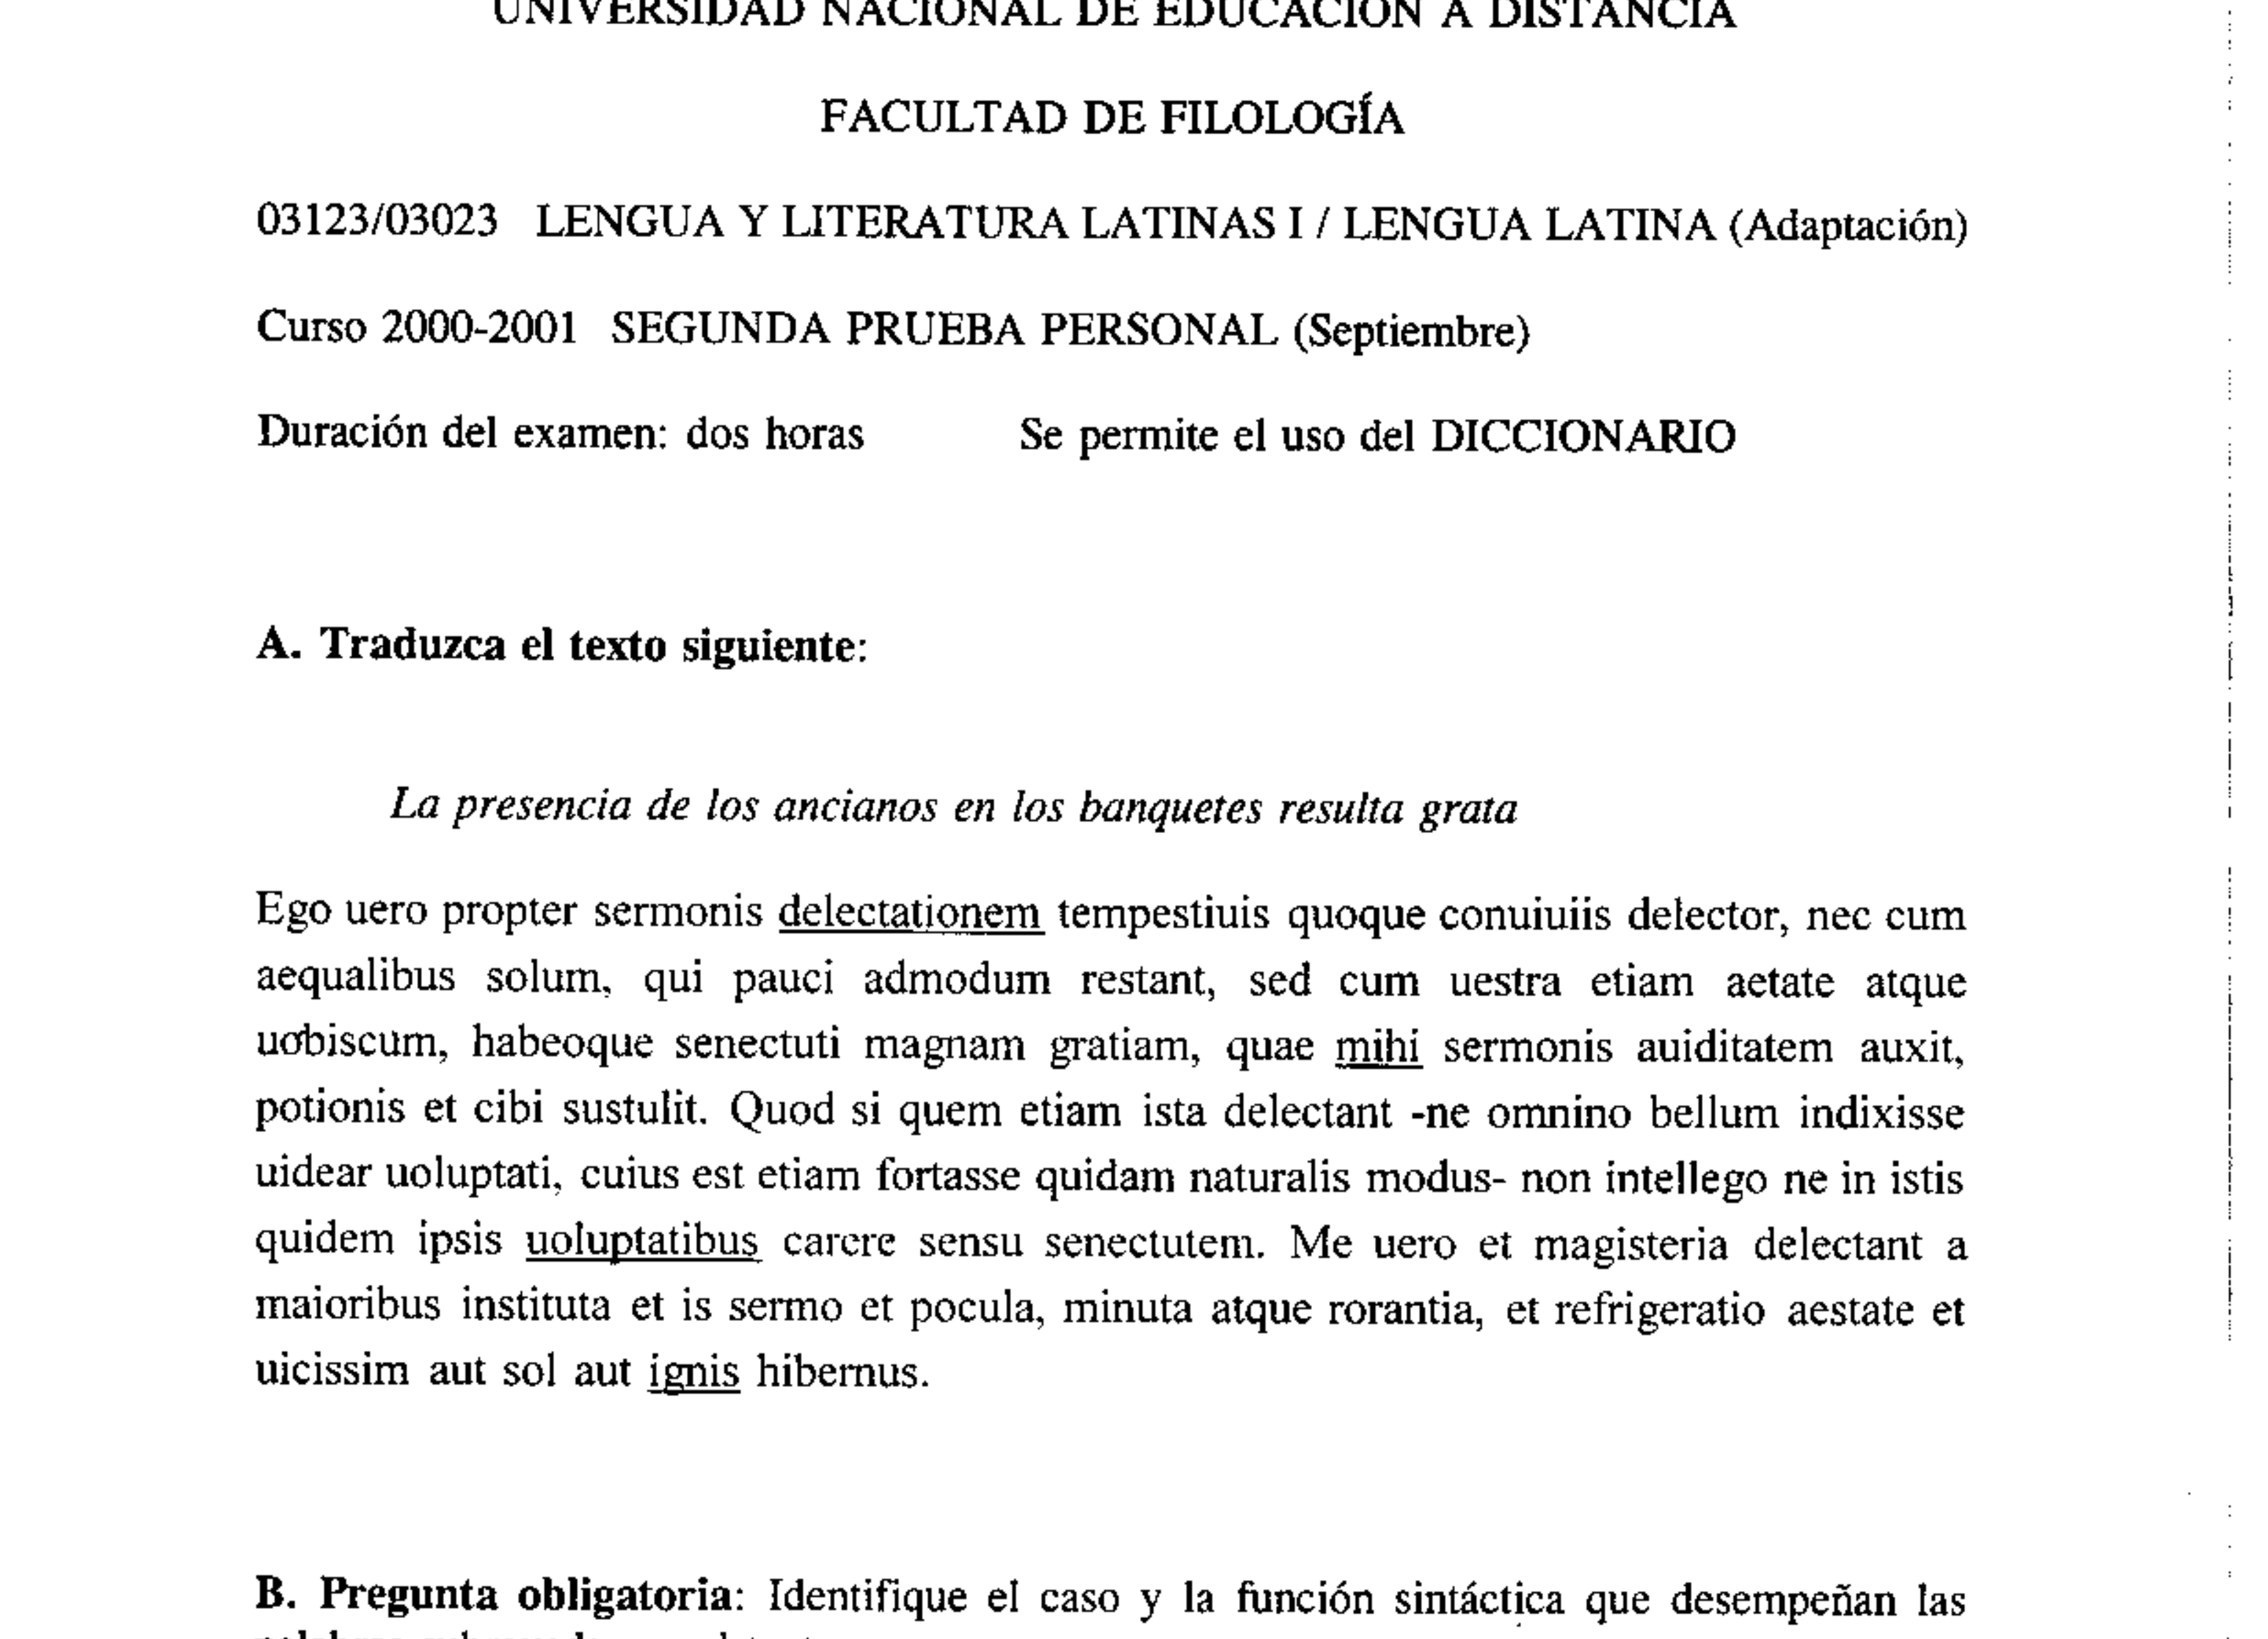 UNIVERSIDAD NACIONAL DE EDUCACIÓN A DISTANCIA
FACULTAD DE FILOLOGÍA
03123/03023 LENGUA Y LITERATURA LATINAS I / LENGUA LATINA (Adaptación)
Curso 2000-2001 SEGUNDA PRUEBA PERSONAL (Septiembre)
Duración del examen: dos horas Se permite el uso del DICCIONARIO
A. Traduzca el texto siguiente:
La presencia de los ancianos en los banquetes resulta grata
Ego uero propter sermonis delectationem tempestiuis quoque conuiuiis delector, nec cum
aequalibus solum, qui pauci admodum restant, sed cum uestra etiam aetate atque
uobiscum, habeoque senectuti magnam gratiam, quae mihi sermonis auiditatem auxit,
potionis et cibi sustulit. Quod si quem etiam ista delectant -ne omnino bellum indixisse
uidear uoluptati, cuius est etiam fortasse quidam naturalis modus- non intellego ne in istis
quidem ipsis uoluptatibus carere sensu senectutem. Me uero et magisteria delectant a
maioribus instituta et is sermo et pocula, minuta atque rorantia, et refrigeratio aestate et
uicissim aut sol aut ignis hibernus.
B. Pregunta obligatoria: Identifique el caso y la función sintáctica que desempeñan las